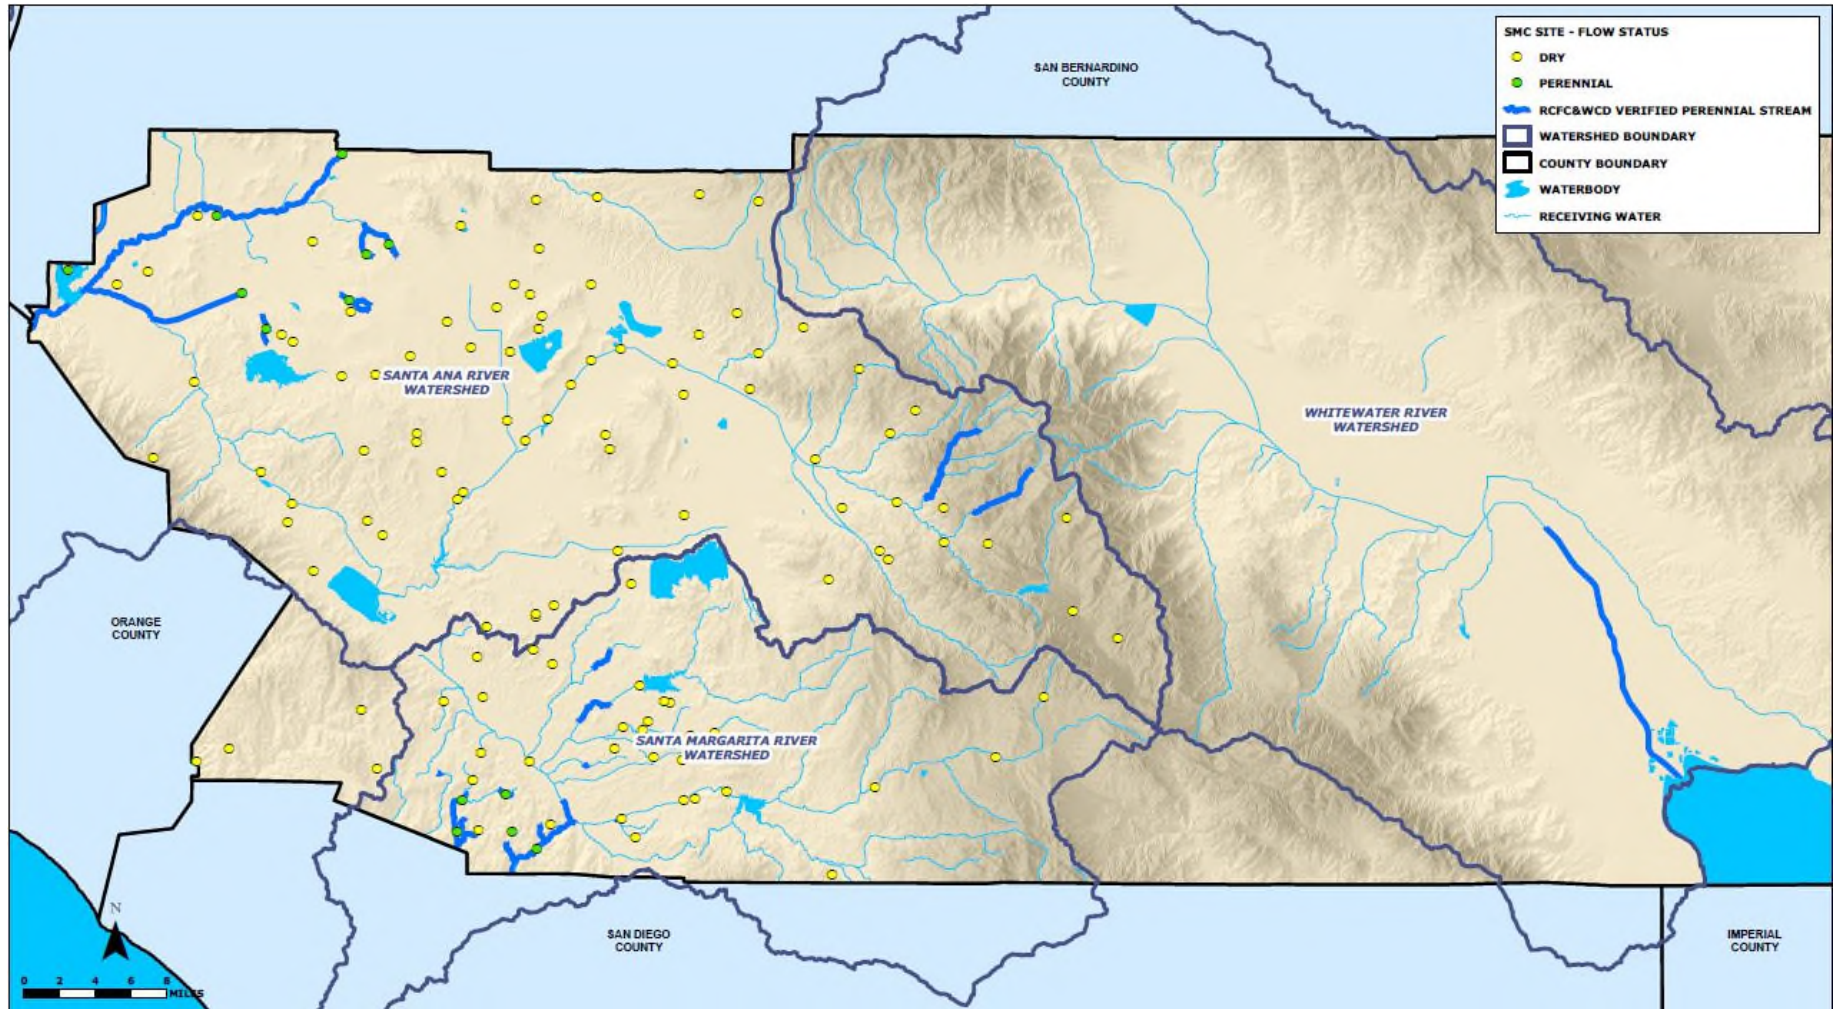 SMC SITE - FLOW STATUS
DRY
PERENNIAL
RCFC&WCD VERIFIED PERENNIAL STREAM
WATERSHED BOUNDARY
COUNTY BOUNDARY
WATERBODY
RECEIVING WATER
SAN BERNARDINO
COUNTY
SANTA ANA RIVER
WATERSHED
WHITEWATER RIVER
WATERSHED
ORANGE
COUNTY
SANTA MARGARITA RIVER
WATERSHED
SAN DIEGO
COUNTY
IMPERIAL
COUNTY
N
0 2 4 6 8
MILES